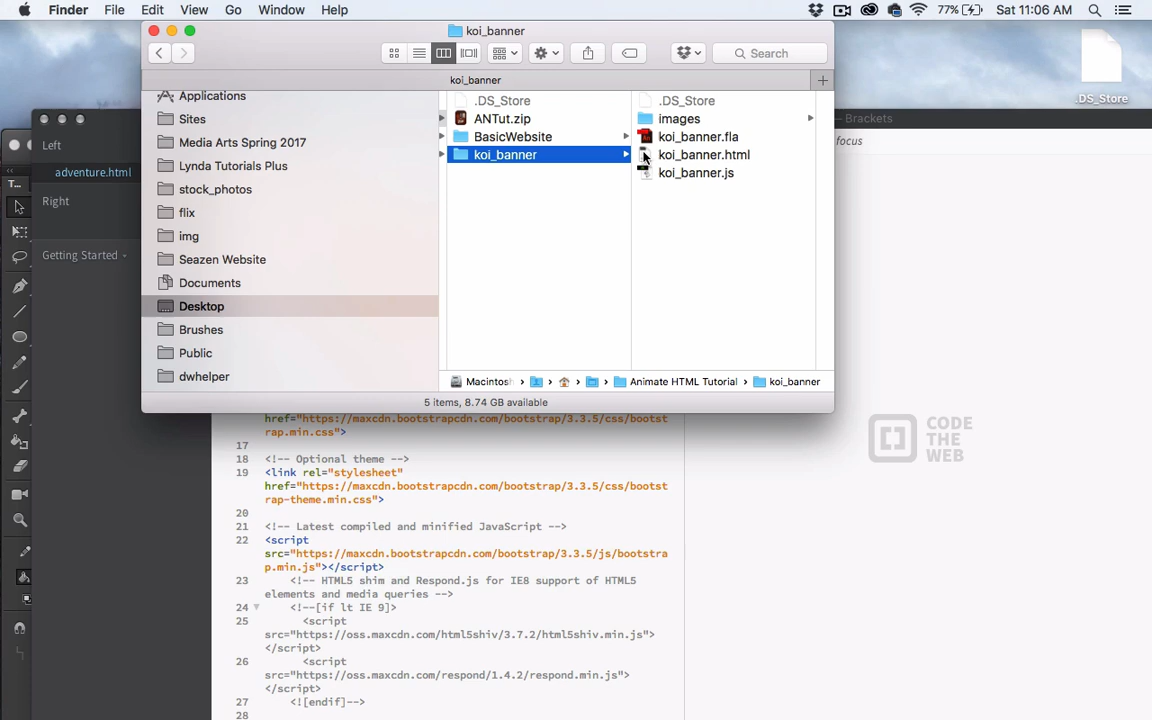 Finder File Edit View Go Window Help 77% Sat 11:06 AM
koi_banner
Search
koi_banner
.DS_Store
Applications
Sites
Media Arts Spring 2017
Lynda Tutorials Plus
stock_photos
flix
img
Seazen Website
Documents
Desktop
Brushes
Public
dwhelper
.DS_Store
ANTut.zip
BasicWebsite
koi_banner
.DS_Store
images
koi_banner.fla
koi_banner.html
koi_banner.js
Macintosh Animate HTML Tutorial koi_banner
5 items, 8.74 GB available
— Brackets
focus
T...
Left
adventure.html
Right
Getting Started
href="https://maxcdn.bootstrapcdn.com/bootstrap/3.3.5/css/bootst
rap.min.css">
17
18 <!-- Optional theme -->
19 <link rel="stylesheet"
href="https://maxcdn.bootstrapcdn.com/bootstrap/3.3.5/css/bootst
rap-theme.min.css">
20
21 <!-- Latest compiled and minified JavaScript -->
22 <script
src="https://maxcdn.bootstrapcdn.com/bootstrap/3.3.5/js/bootstra
p.min.js"></script>
23 <!-- HTML5 shim and Respond.js for IE8 support of HTML5
elements and media queries -->
24 <!--[if lt IE 9]>
25 <script
src="https://oss.maxcdn.com/html5shiv/3.7.2/html5shiv.min.js">
</script>
26 <script
src="https://oss.maxcdn.com/respond/1.4.2/respond.min.js">
</script>
27 <![endif]-->
28
CODE
THE
WEB